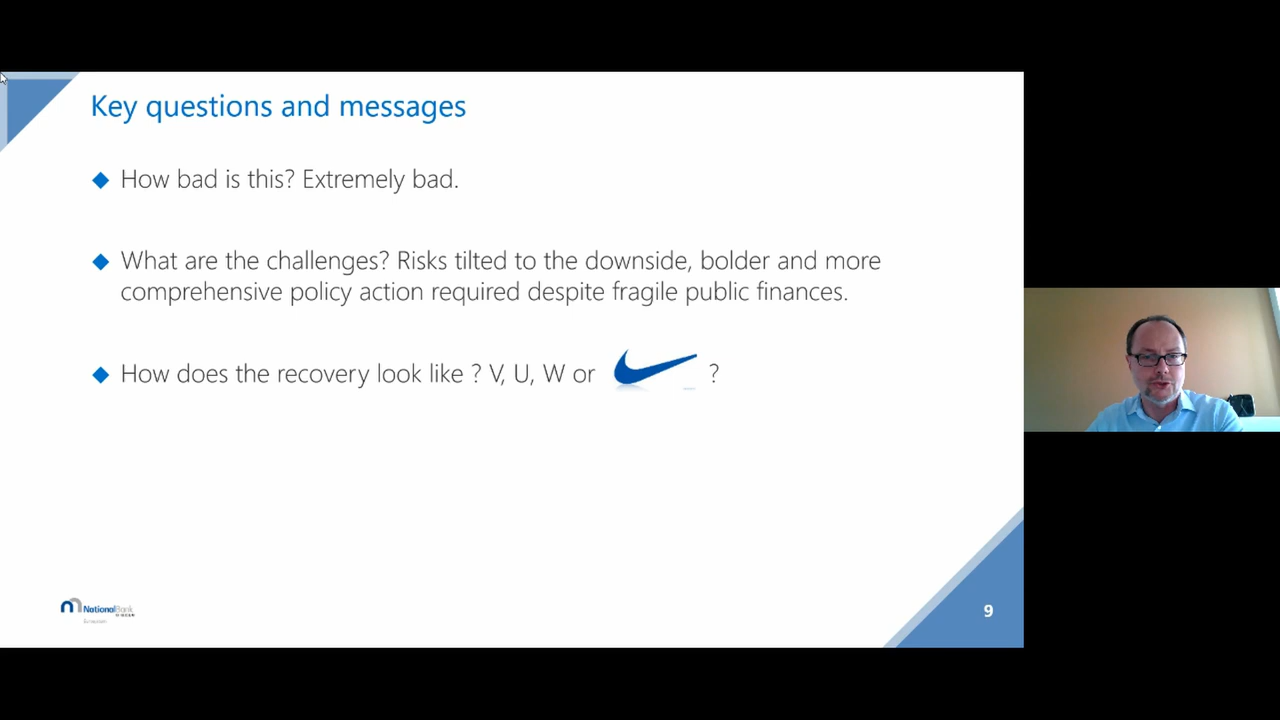 Key questions and messages
How bad is this? Extremely bad.
What are the challenges? Risks tilted to the downside, bolder and more
comprehensive policy action required despite fragile public finances.
How does the recovery look like ? V, U, W or ?
NationalBank
9